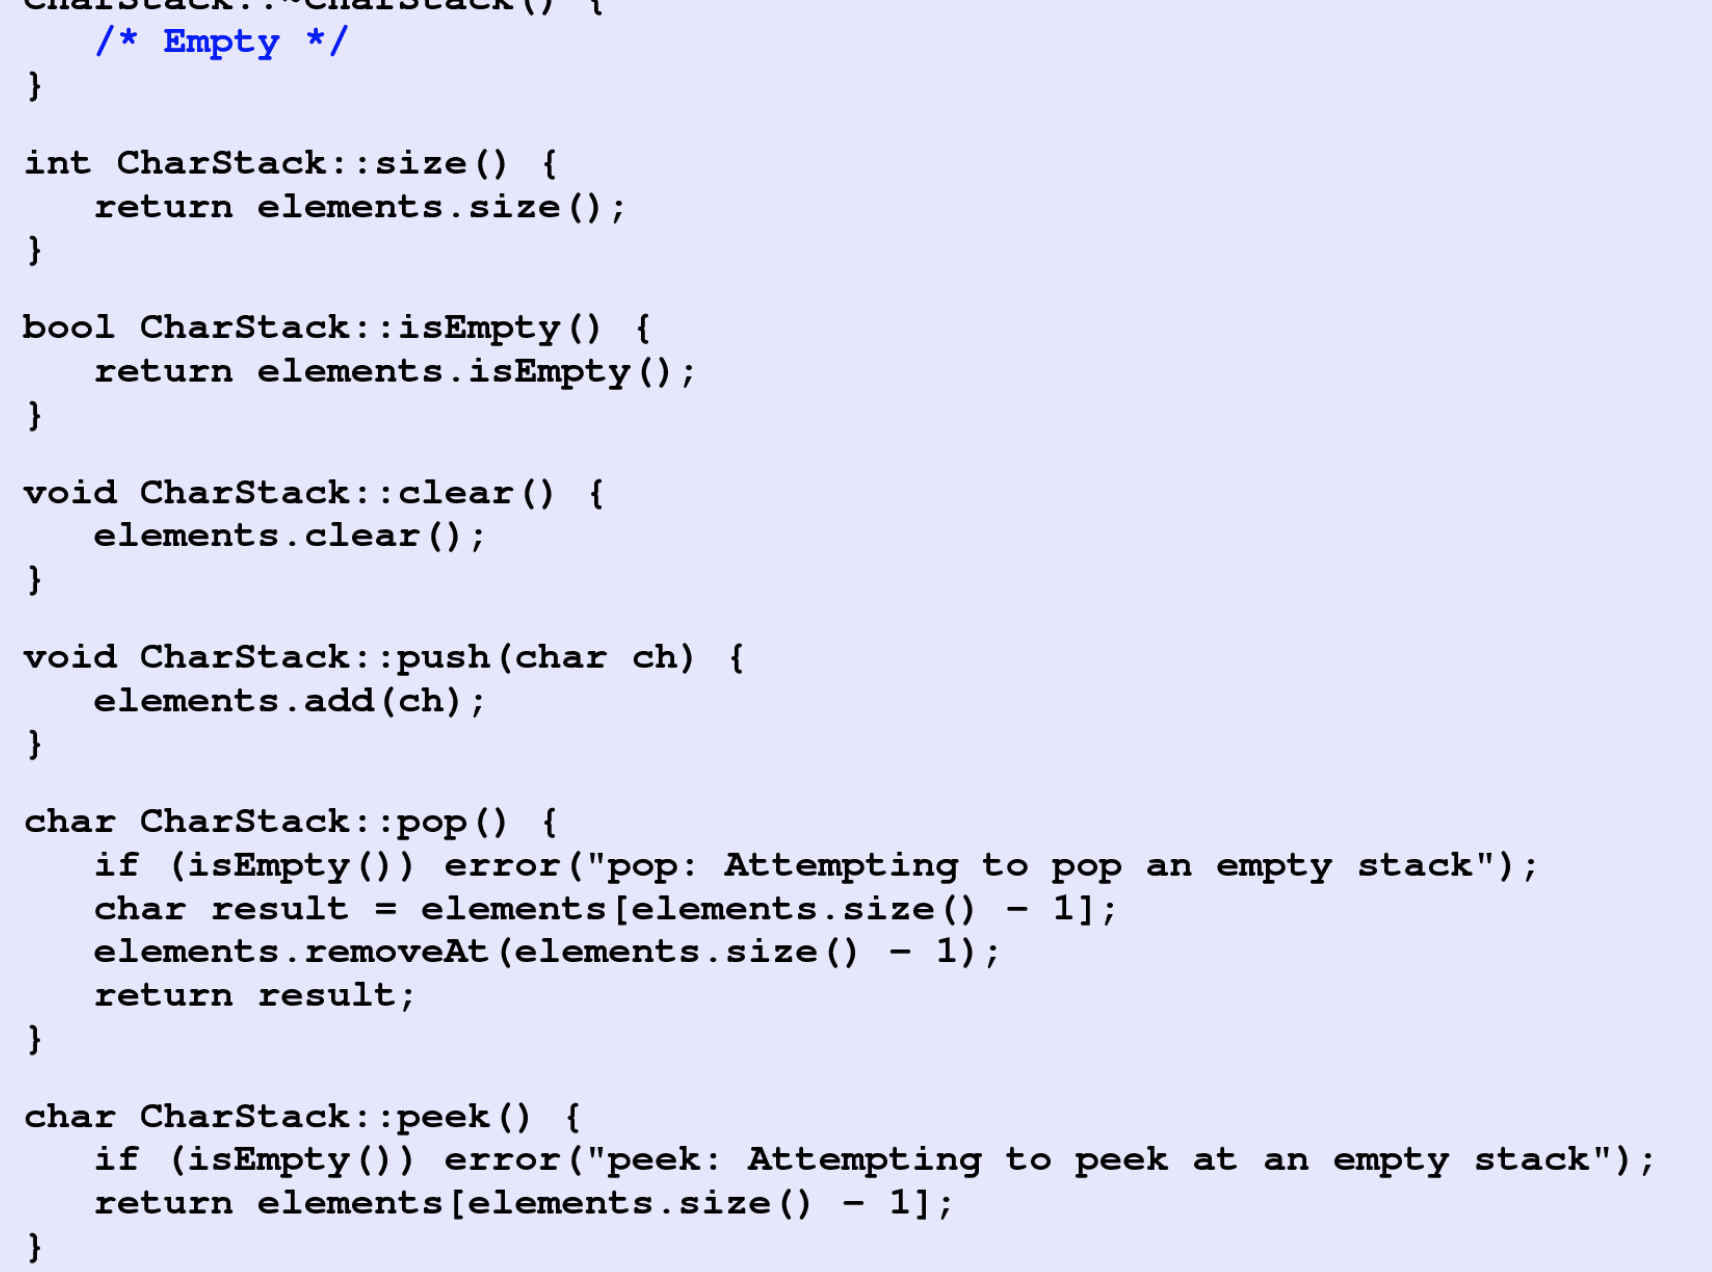 CharStack::~CharStack() {
   /* Empty */
}

int CharStack::size() {
   return elements.size();
}

bool CharStack::isEmpty() {
   return elements.isEmpty();
}

void CharStack::clear() {
   elements.clear();
}

void CharStack::push(char ch) {
   elements.add(ch);
}

char CharStack::pop() {
   if (isEmpty()) error("pop: Attempting to pop an empty stack");
   char result = elements[elements.size() – 1];
   elements.removeAt(elements.size() – 1);
   return result;
}

char CharStack::peek() {
   if (isEmpty()) error("peek: Attempting to peek at an empty stack");
   return elements[elements.size() – 1];
}